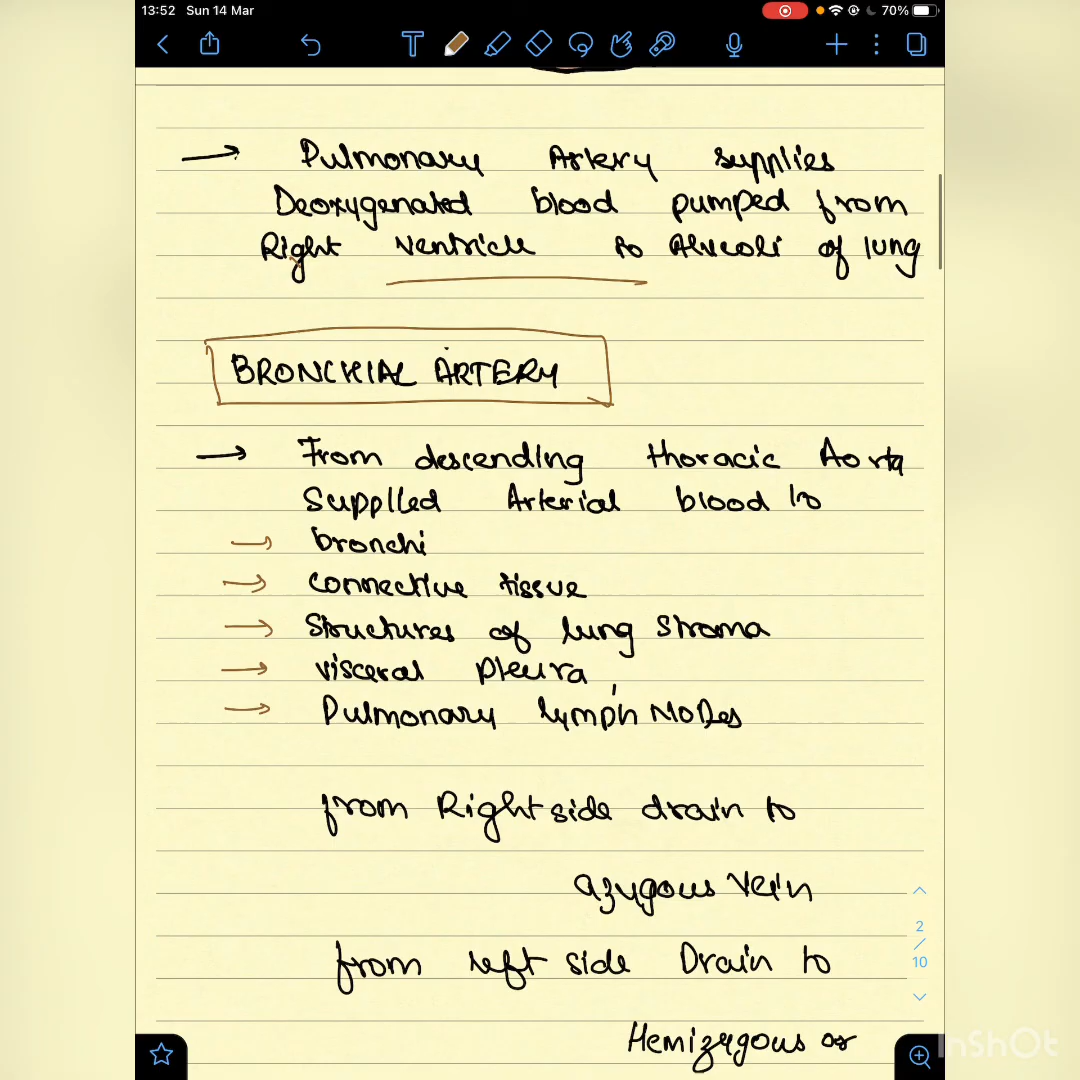 13:52 Sun 14 Mar 70%
→ Pulmonary Artery supplies
Deoxygenated blood pumped from
Right ventricle to Alveoli of lung
BRONCHIAL ARTERY
→ From descending thoracic Aorta
Supplled Arterial blood to
→ bronchi
→ connective tissue
→ Structures of lung Stroma
→ visceral pleura
→ Pulmonary lymph NoDes
from Right side drain to
azygous Vein
from left side Drain to
Hemizygous or
2
/
10
InShOt